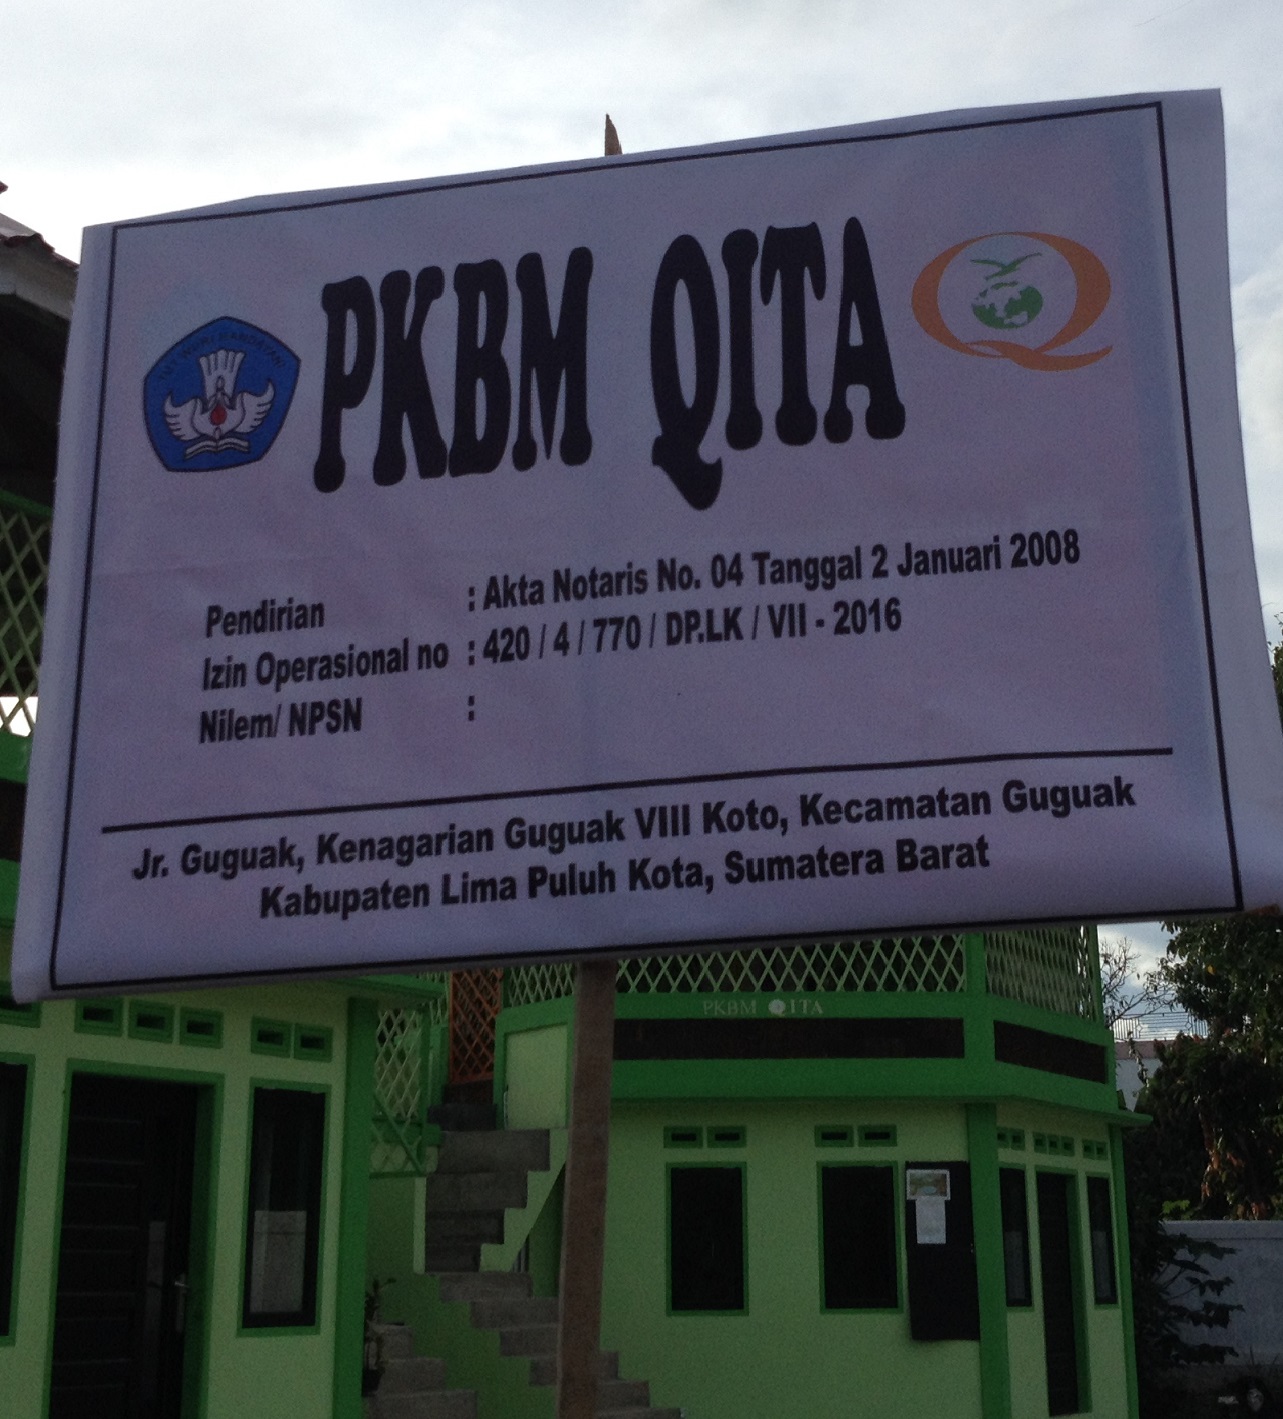 PKBM QITA
Pendirian : Akta Notaris No. 04 Tanggal 2 Januari 2008
Izin Operasional no : 420 / 4 / 770 / DP.LK / VII - 2016
Nilem/ NPSN :
Jr. Guguak, Kenagarian Guguak VIII Koto, Kecamatan Guguak
Kabupaten Lima Puluh Kota, Sumatera Barat
PKBM QITA